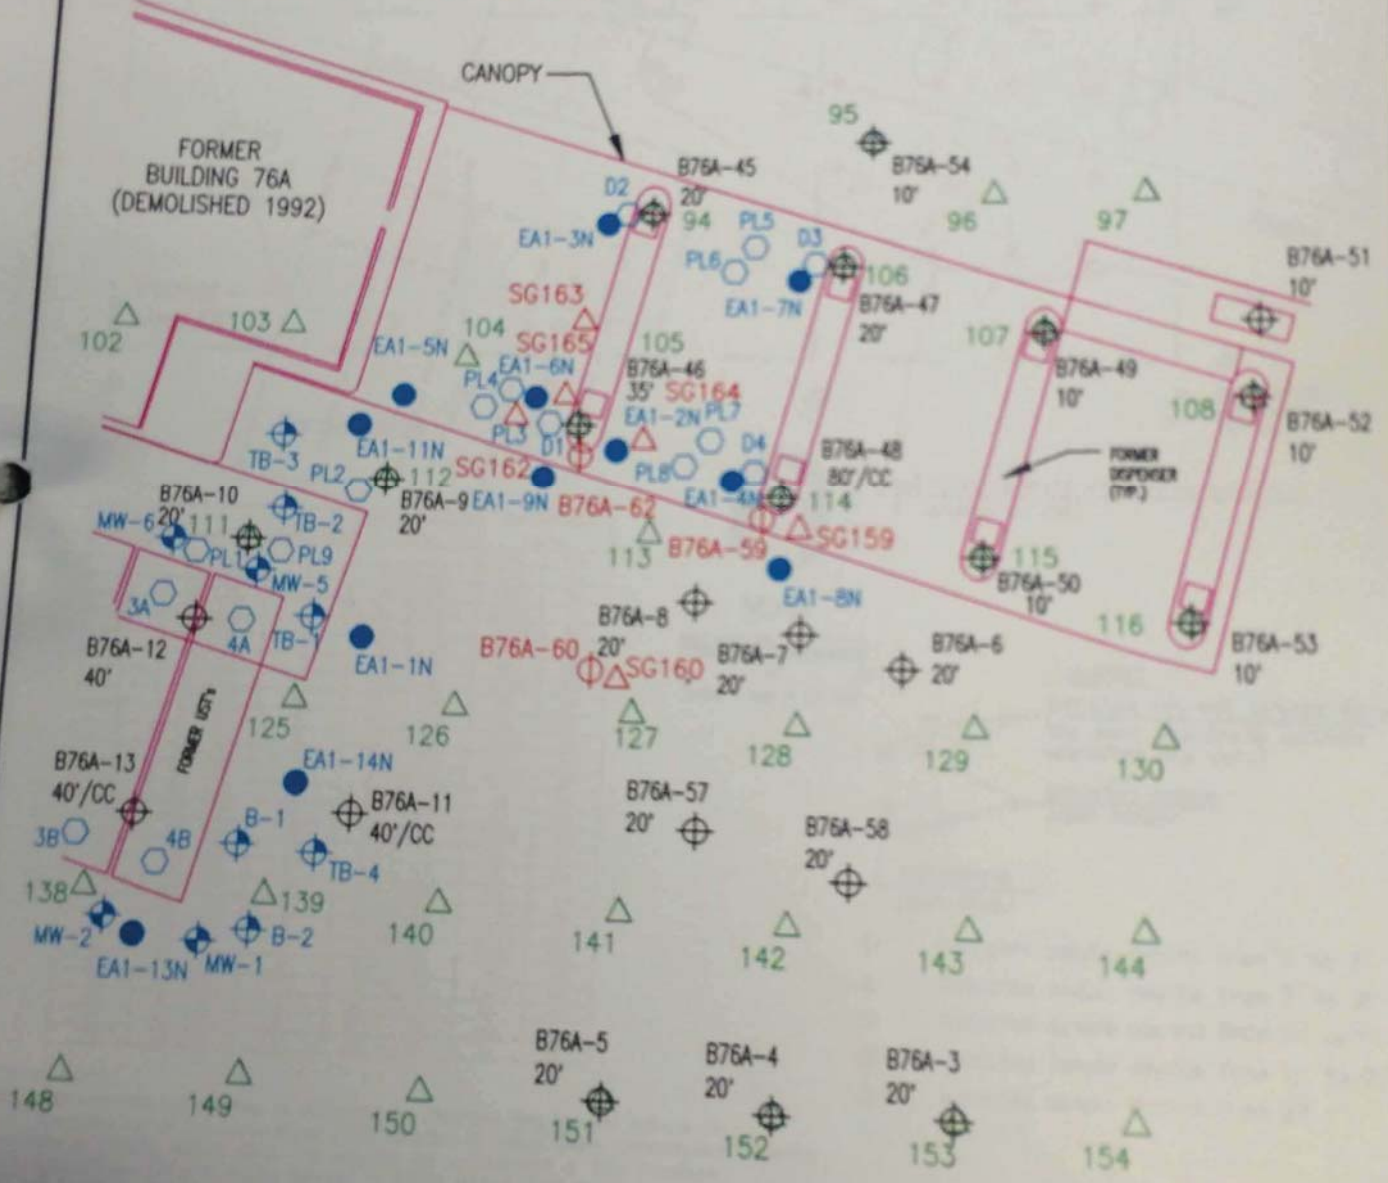 CANOPY
95
FORMER
BUILDING 76A
(DEMOLISHED 1992)
B76A-45
20'
B76A-54
10'
D2
94
96
97
EA1-3N
PL5
D3
PL6
B76A-51
10'
106
SG163
EA1-7N
B76A-47
20'
102
103
104
SG165
105
107
EA1-5N
EA1-6N
B76A-46
35'
SG164
B76A-49
10'
PL4
108
EA1-2N
PL7
B76A-52
10'
PL3
D1
D4
EA1-11N
TB-3
B76A-48
80'/CC
FORMER
DISPENSER
(TYP.)
PL2
112
SG162
PL8
B76A-10
20'
B76A-9
20'
EA1-9N
B76A-62
EA1-4N
114
MW-6
111
TB-2
113
B76A-59
SG159
PL1
PL9
115
MW-5
B76A-50
10'
3A
EA1-8N
4A
TB-1
B76A-8
20'
116
B76A-12
40'
EA1-1N
B76A-60
SG160
B76A-7
20'
B76A-6
20'
B76A-53
10'
FORMER UST's
125
126
127
128
129
130
B76A-13
40'/CC
EA1-14N
B76A-11
40'/CC
B76A-57
20'
B76A-58
20'
3B
4B
B-1
TB-4
138
139
140
141
142
143
144
MW-2
EA1-13N
MW-1
B-2
B76A-5
20'
B76A-4
20'
B76A-3
20'
148
149
150
151
152
153
154